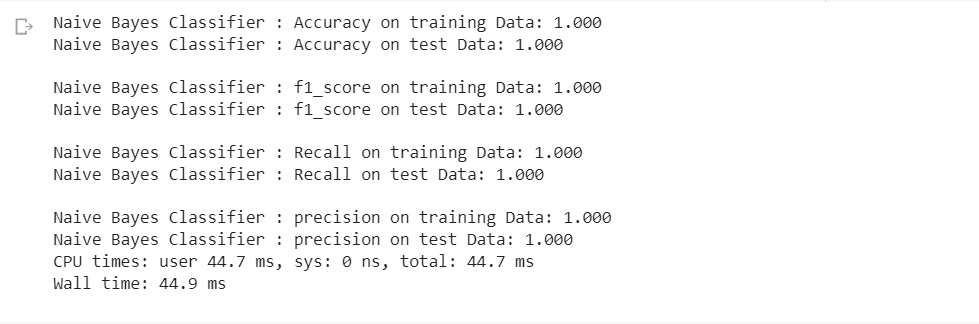 Naive Bayes Classifier : Accuracy on training Data: 1.000
Naive Bayes Classifier : Accuracy on test Data: 1.000
Naive Bayes Classifier : f1_score on training Data: 1.000
Naive Bayes Classifier : f1_score on test Data: 1.000
Naive Bayes Classifier : Recall on training Data: 1.000
Naive Bayes Classifier : Recall on test Data: 1.000
Naive Bayes Classifier : precision on training Data: 1.000
Naive Bayes Classifier : precision on test Data: 1.000
CPU times: user 44.7 ms, sys: 0 ns, total: 44.7 ms
Wall time: 44.9 ms